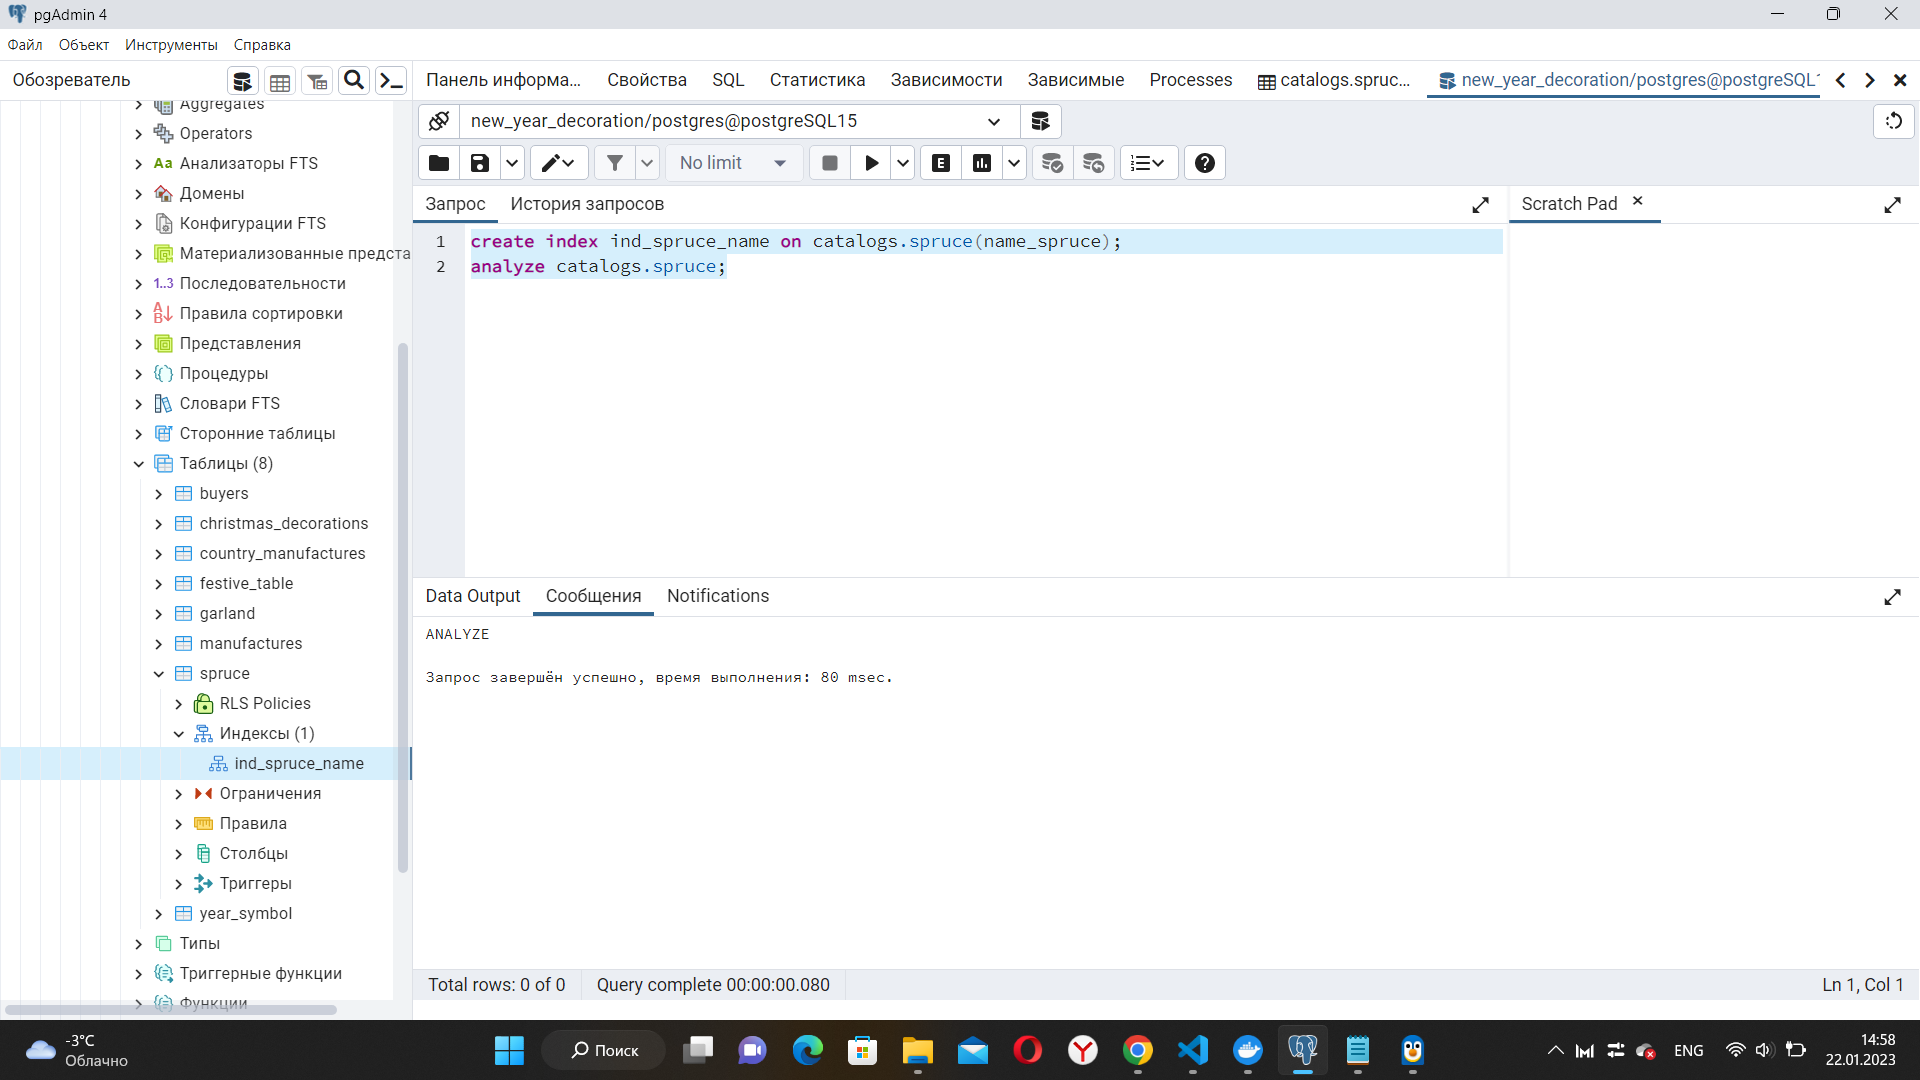 pgAdmin 4
Файл Объект Инструменты Справка
Обозреватель
Панель информа... Свойства SQL Статистика Зависимости Зависимые Processes catalogs.spruc... new_year_decoration/postgres@postgreSQL1
Aggregates
Operators
Aa Анализаторы FTS
Домены
Конфигурации FTS
Материализованные предста
1..3 Последовательности
Правила сортировки
Представления
Процедуры
Словари FTS
Сторонние таблицы
Таблицы (8)
buyers
christmas_decorations
country_manufactures
festive_table
garland
manufactures
spruce
RLS Policies
Индексы (1)
ind_spruce_name
Ограничения
Правила
Столбцы
Триггеры
year_symbol
Типы
Триггерные функции
Функции
new_year_decoration/postgres@postgreSQL15
No limit
E
Запрос История запросов
Scratch Pad
1 create index ind_spruce_name on catalogs.spruce(name_spruce);
2 analyze catalogs.spruce;
Data Output Сообщения Notifications
ANALYZE
Запрос завершён успешно, время выполнения: 80 msec.
Total rows: 0 of 0 Query complete 00:00:00.080 Ln 1, Col 1
-3°C
Облачно
Поиск
ENG
14:58
22.01.2023